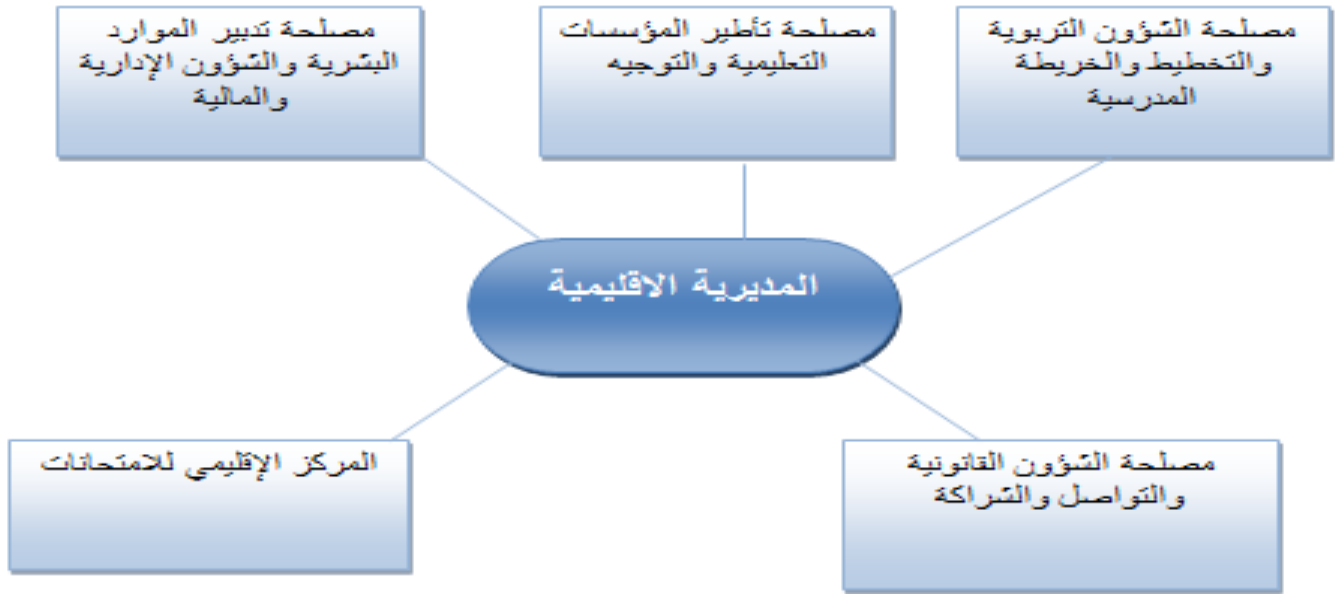 مصلحة الشؤون التربوية
والتخطيط والخريطة
المدرسية
مصلحة تأطير المؤسسات
التعليمية والتوجيه
مصلحة تدبير الموارد
البشرية والشؤون الإدارية
والمالية
المديرية الاقليمية
مصلحة الشؤون القانونية
والتواصل والشراكة
المركز الإقليمي للامتحانات